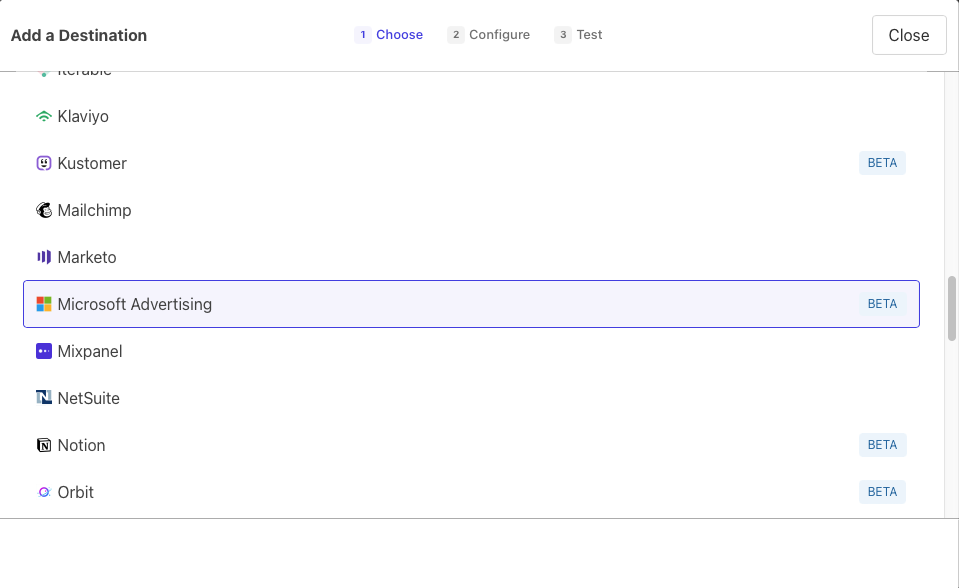 Add a Destination
1 Choose
2 Configure
3 Test
Close
Iterable
Klaviyo
Kustomer BETA
Mailchimp
Marketo
Microsoft Advertising BETA
Mixpanel
NetSuite
Notion BETA
Orbit BETA